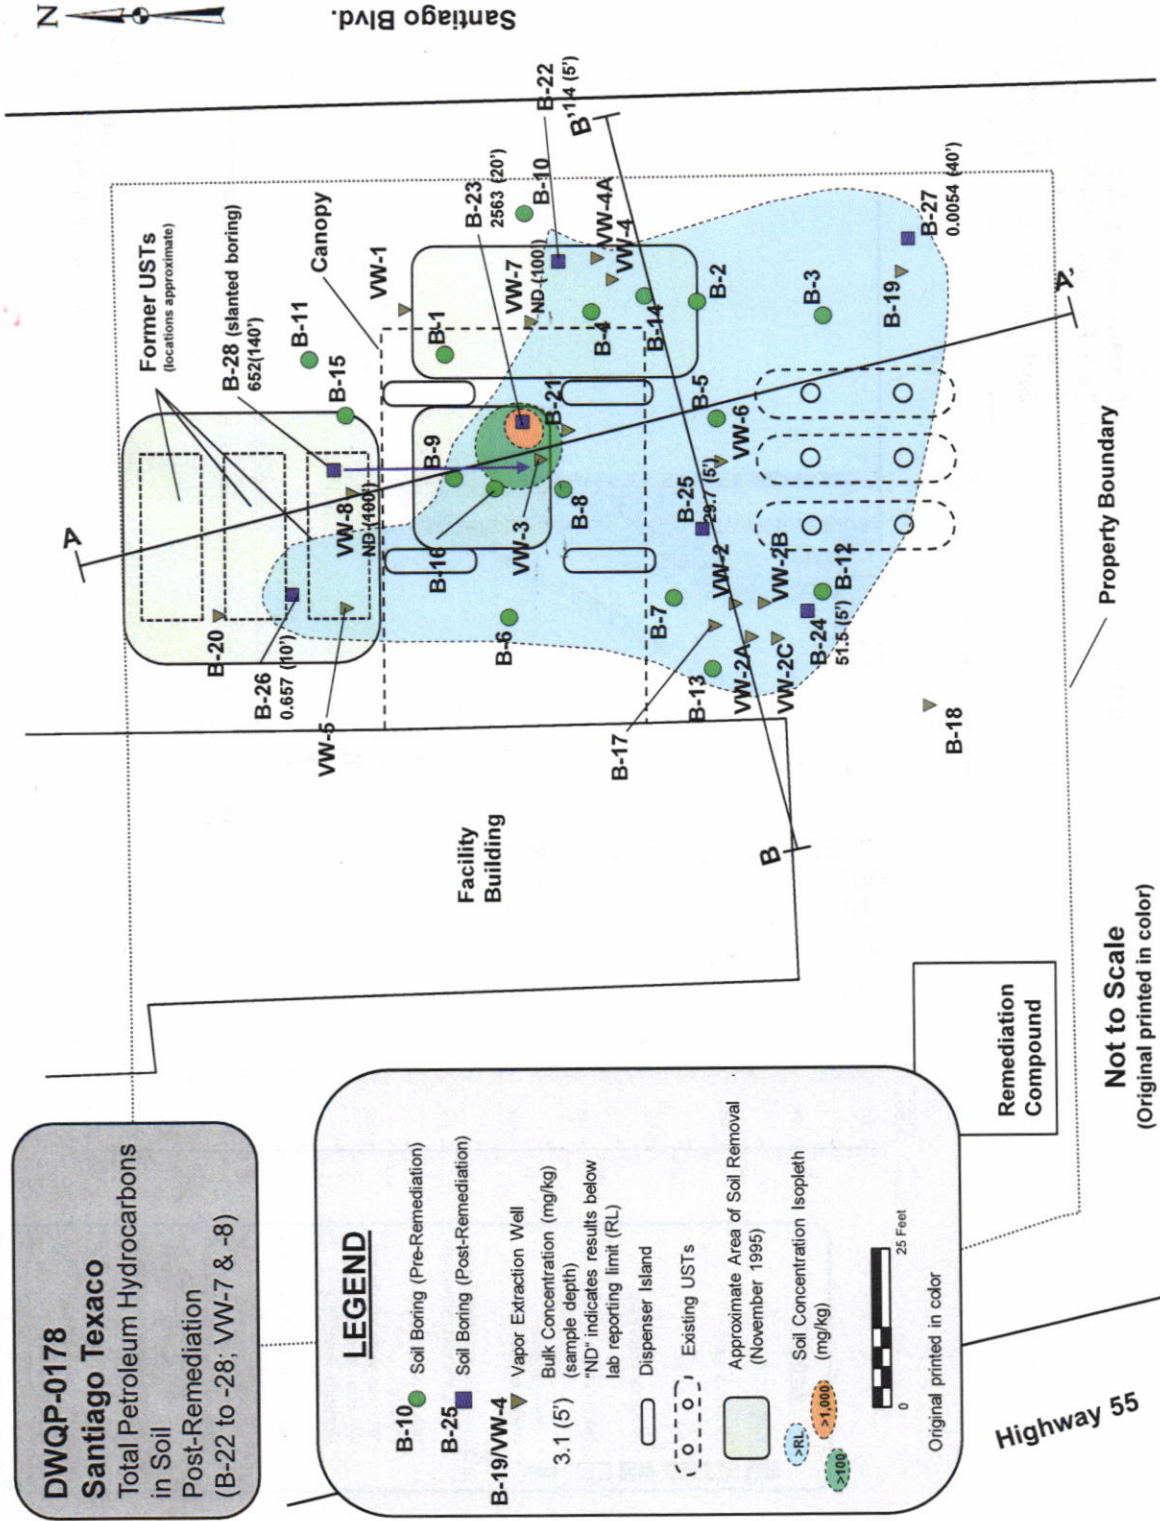 DWQP-0178
Santiago Texaco
Total Petroleum Hydrocarbons
in Soil
Post-Remediation
(B-22 to -28; VW-7 & -8)
LEGEND
B-10
Soil Boring (Pre-Remediation)
B-25
Soil Boring (Post-Remediation)
B-19/VW-4
Vapor Extraction Well
3.1 (5')
Bulk Concentration (mg/kg)
(sample depth)
"ND" indicates results below
lab reporting limit (RL)
Dispenser Island
Existing USTs
Approximate Area of Soil Removal
(November 1995)
Soil Concentration Isopleth
(mg/kg)
>RL
>1,000
>100
0
25 Feet
Original printed in color
Highway 55
Remediation
Compound
Not to Scale
(Original printed in color)
Facility
Building
Property Boundary
N
Santiago Blvd.
Former USTs
(locations approximate)
B-28 (slanted boring)
652(140')
Canopy
A
A'
B
B'
B-20
B-26
0.657 (10')
VW-5
VW-8
ND (400')
B-15
B-11
VW-1
B-1
B-9
B-16
VW-3
B-21
B-8
B-6
B-23
2563 (20')
B-10
VW-7
ND (100')
B-22
1.4 (5')
VW-4A
VW-4
B-4
B-14
B-2
B-3
B-5
VW-6
B-25
29.7 (5')
B-7
B-17
B-13
VW-2
VW-2A
VW-2B
VW-2C
B-12
B-24
51.5 (5')
B-18
B-19
B-27
0.0054 (40')